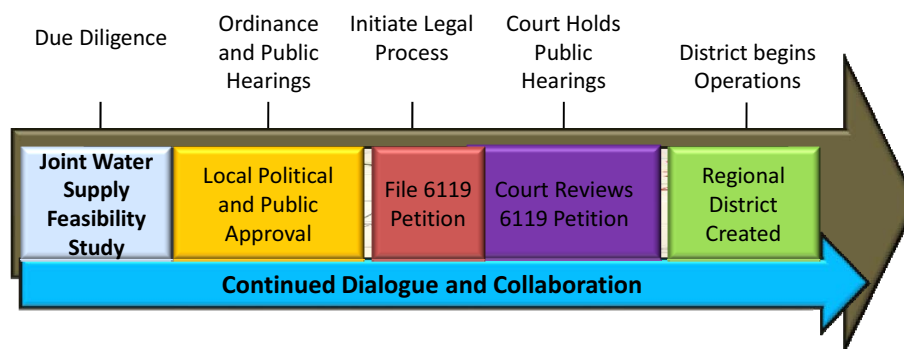 Due Diligence
Ordinance
and Public
Hearings
Initiate Legal
Process
Court Holds
Public
Hearings
District begins
Operations
Joint Water
Supply
Feasibility
Study
Local Political
and Public
Approval
File 6119
Petition
Court Reviews
6119 Petition
Regional
District
Created
Continued Dialogue and Collaboration